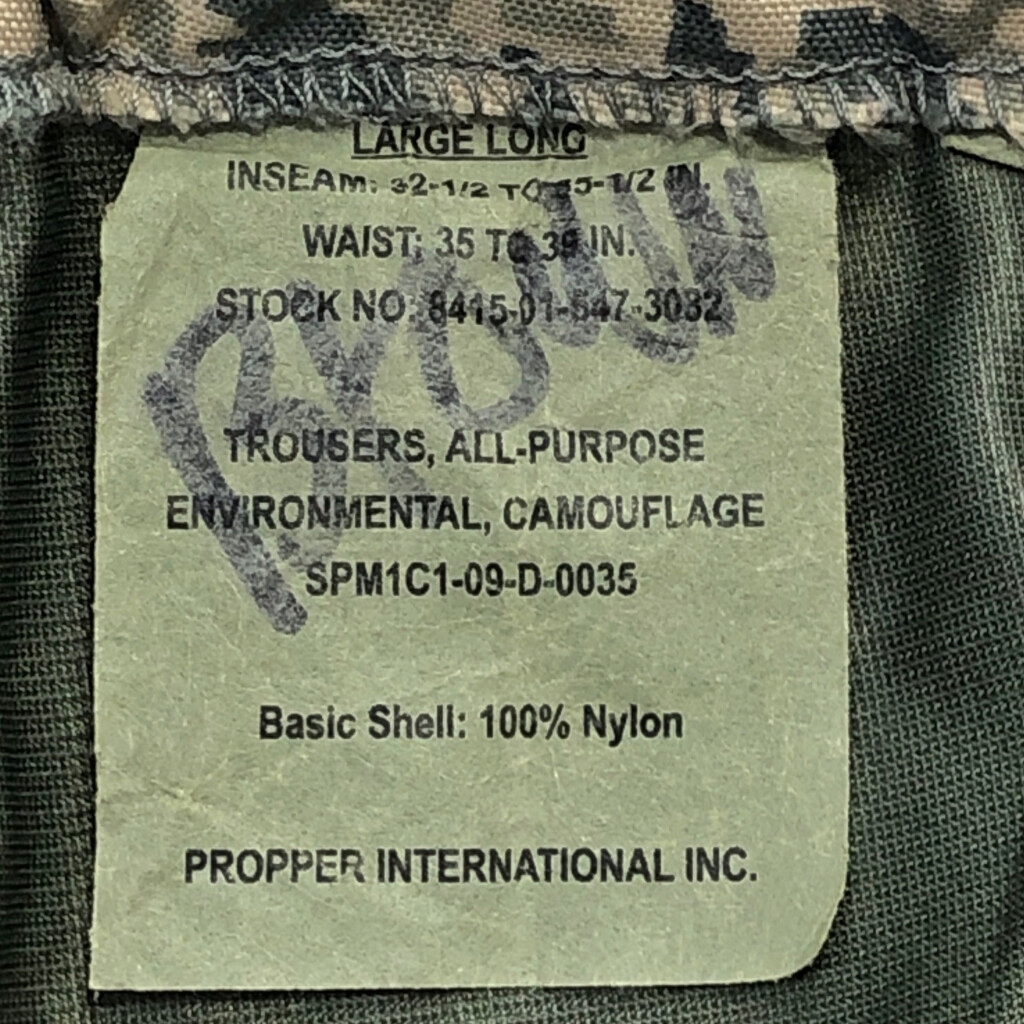 LARGE LONG
INSEAM: 32-1/2 TO 35-1/2 IN.
WAIST: 35 TO 39 IN.
STOCK NO: 8415-01-547-3032
TROUSERS, ALL-PURPOSE
ENVIRONMENTAL, CAMOUFLAGE
SPM1C1-09-D-0035
Basic Shell: 100% Nylon
PROPPER INTERNATIONAL INC.